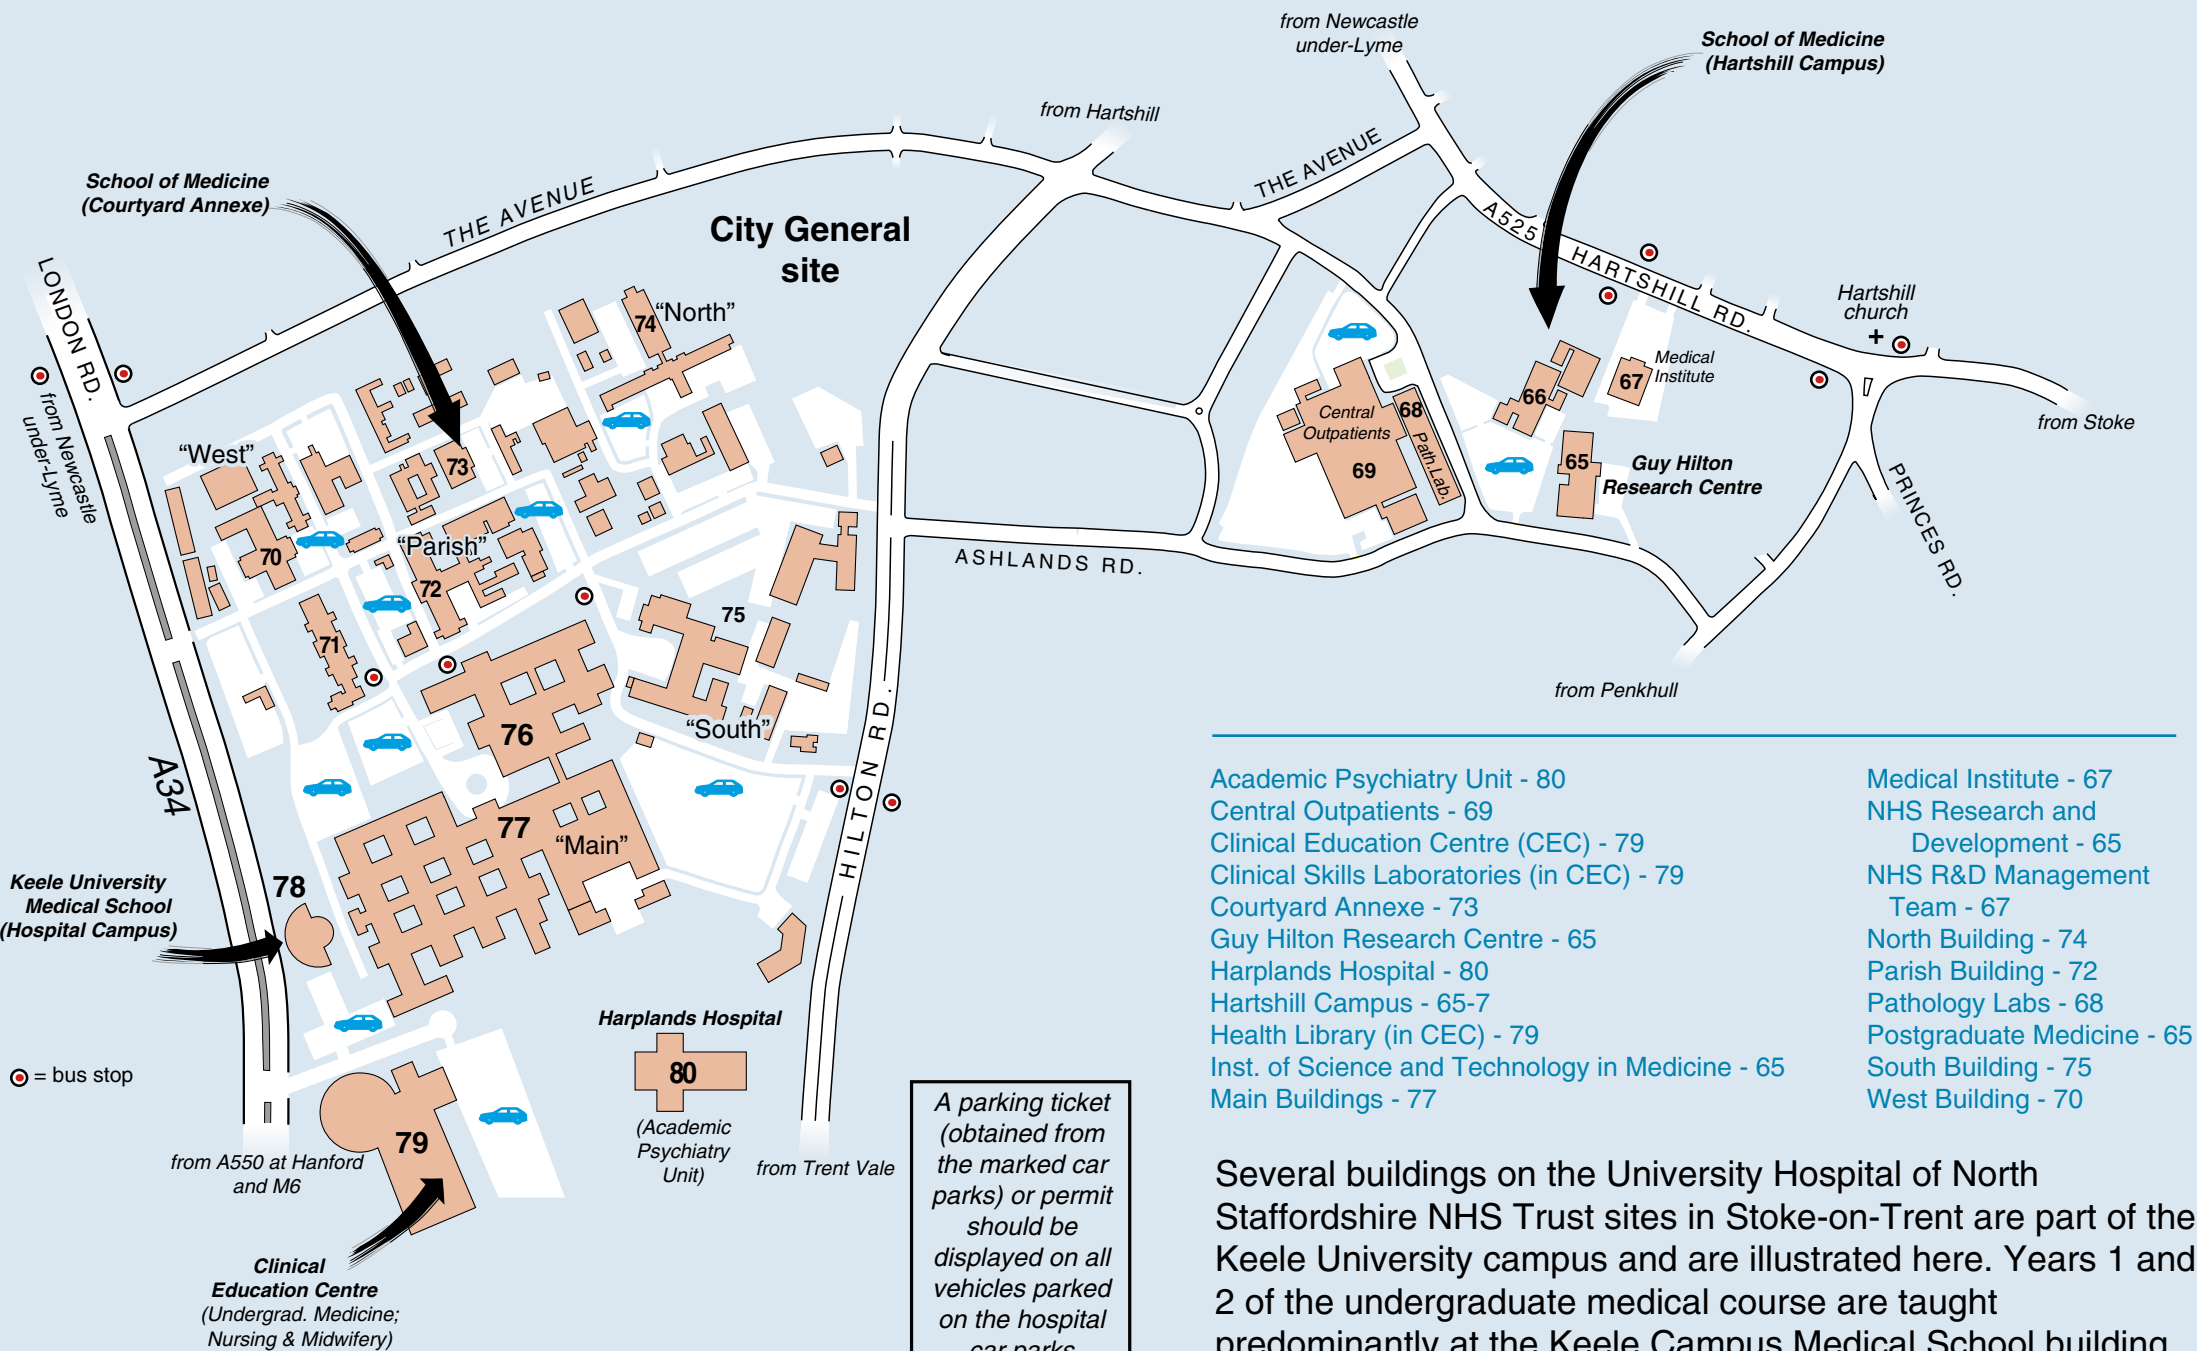 from Newcastle
under-Lyme
School of Medicine
(Hartshill Campus)
from Hartshill
THE AVENUE
School of Medicine
(Courtyard Annexe)
THE AVENUE
City General
site
A525
HARTSHILL RD.
LONDON RD.
Hartshill
church
+
"North"
74
Medical
Institute
67
66
from Newcastle
under-Lyme
Central
Outpatients
68
Path.Lab.
69
from Stoke
"West"
73
65
Guy Hilton
Research Centre
PRINCES RD.
"Parish"
70
72
ASHLANDS RD.
75
71
from Penkhull
"South"
76
A34
HILTON RD.
77
"Main"
Keele University
Medical School
(Hospital Campus)
78
Harplands Hospital
80
(Academic
Psychiatry
Unit)
= bus stop
79
from A550 at Hanford
and M6
from Trent Vale
Clinical
Education Centre
(Undergrad. Medicine;
Nursing & Midwifery)
A parking ticket
(obtained from
the marked car
parks) or permit
should be
displayed on all
vehicles parked
on the hospital
car parks
Academic Psychiatry Unit - 80
Central Outpatients - 69
Clinical Education Centre (CEC) - 79
Clinical Skills Laboratories (in CEC) - 79
Courtyard Annexe - 73
Guy Hilton Research Centre - 65
Harplands Hospital - 80
Hartshill Campus - 65-7
Health Library (in CEC) - 79
Inst. of Science and Technology in Medicine - 65
Main Buildings - 77
Medical Institute - 67
NHS Research and
Development - 65
NHS R&D Management
Team - 67
North Building - 74
Parish Building - 72
Pathology Labs - 68
Postgraduate Medicine - 65
South Building - 75
West Building - 70
Several buildings on the University Hospital of North
Staffordshire NHS Trust sites in Stoke-on-Trent are part of the
Keele University campus and are illustrated here. Years 1 and
2 of the undergraduate medical course are taught
predominantly at the Keele Campus Medical School building